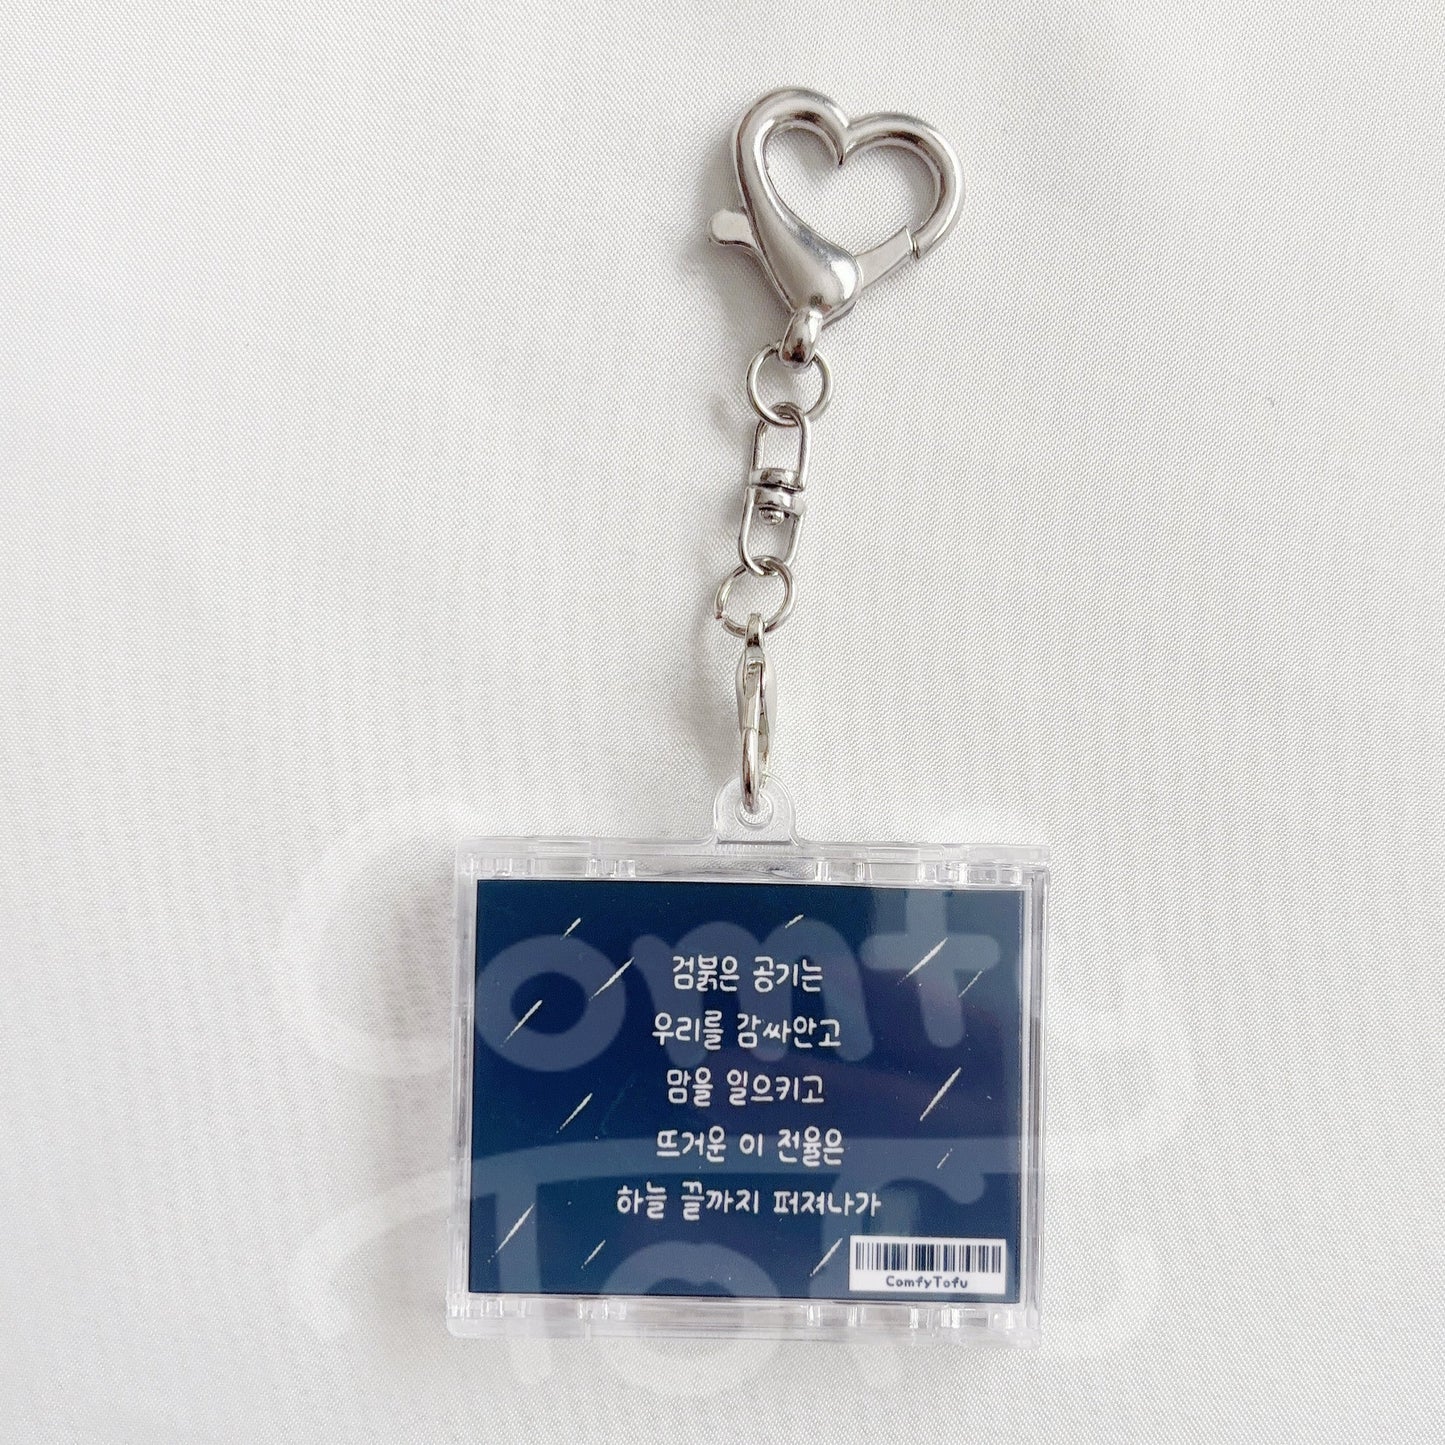 검붉은 공기는
우리를 감싸안고
맘을 일으키고
뜨거운 이 전율은
하늘 끝까지 퍼져나가
ComfyTofu